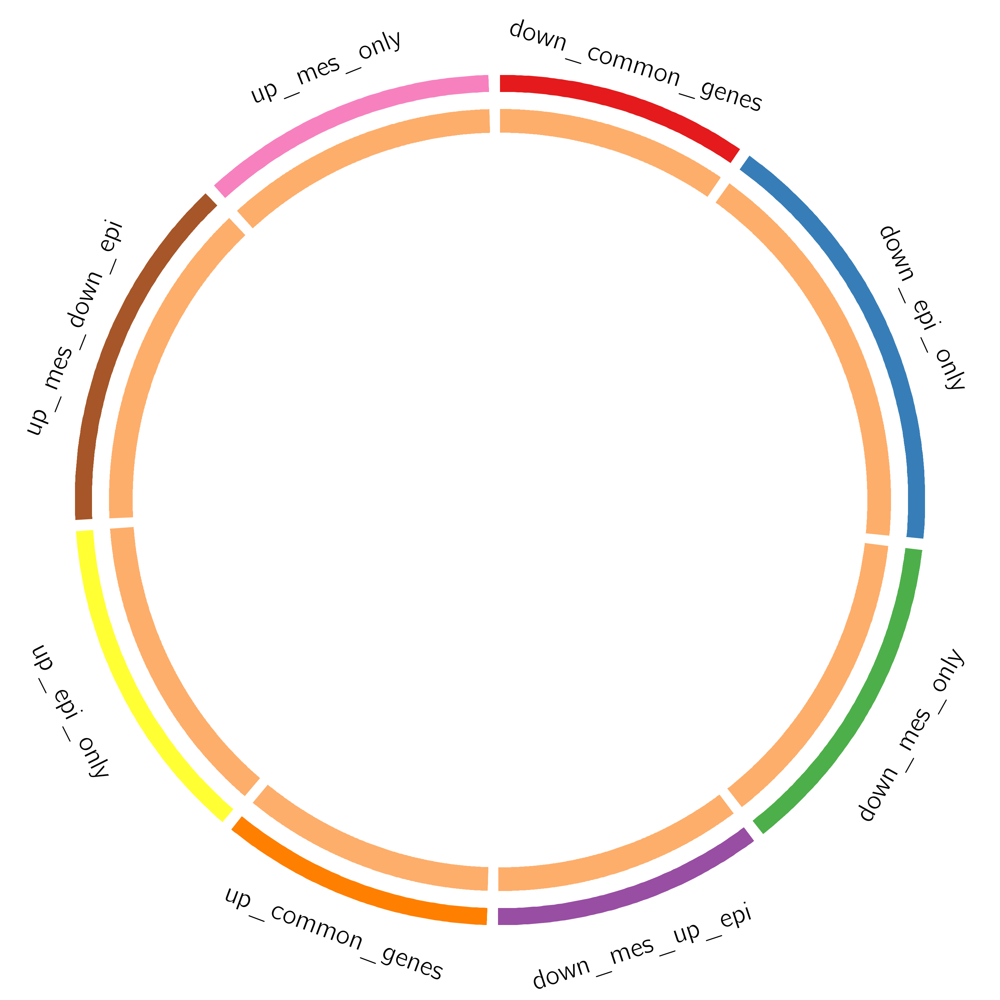 down_common_genes
down_epi_only
down_mes_only
down_mes_up_epi
up_common_genes
up_epi_only
up_mes_down_epi
up_mes_only